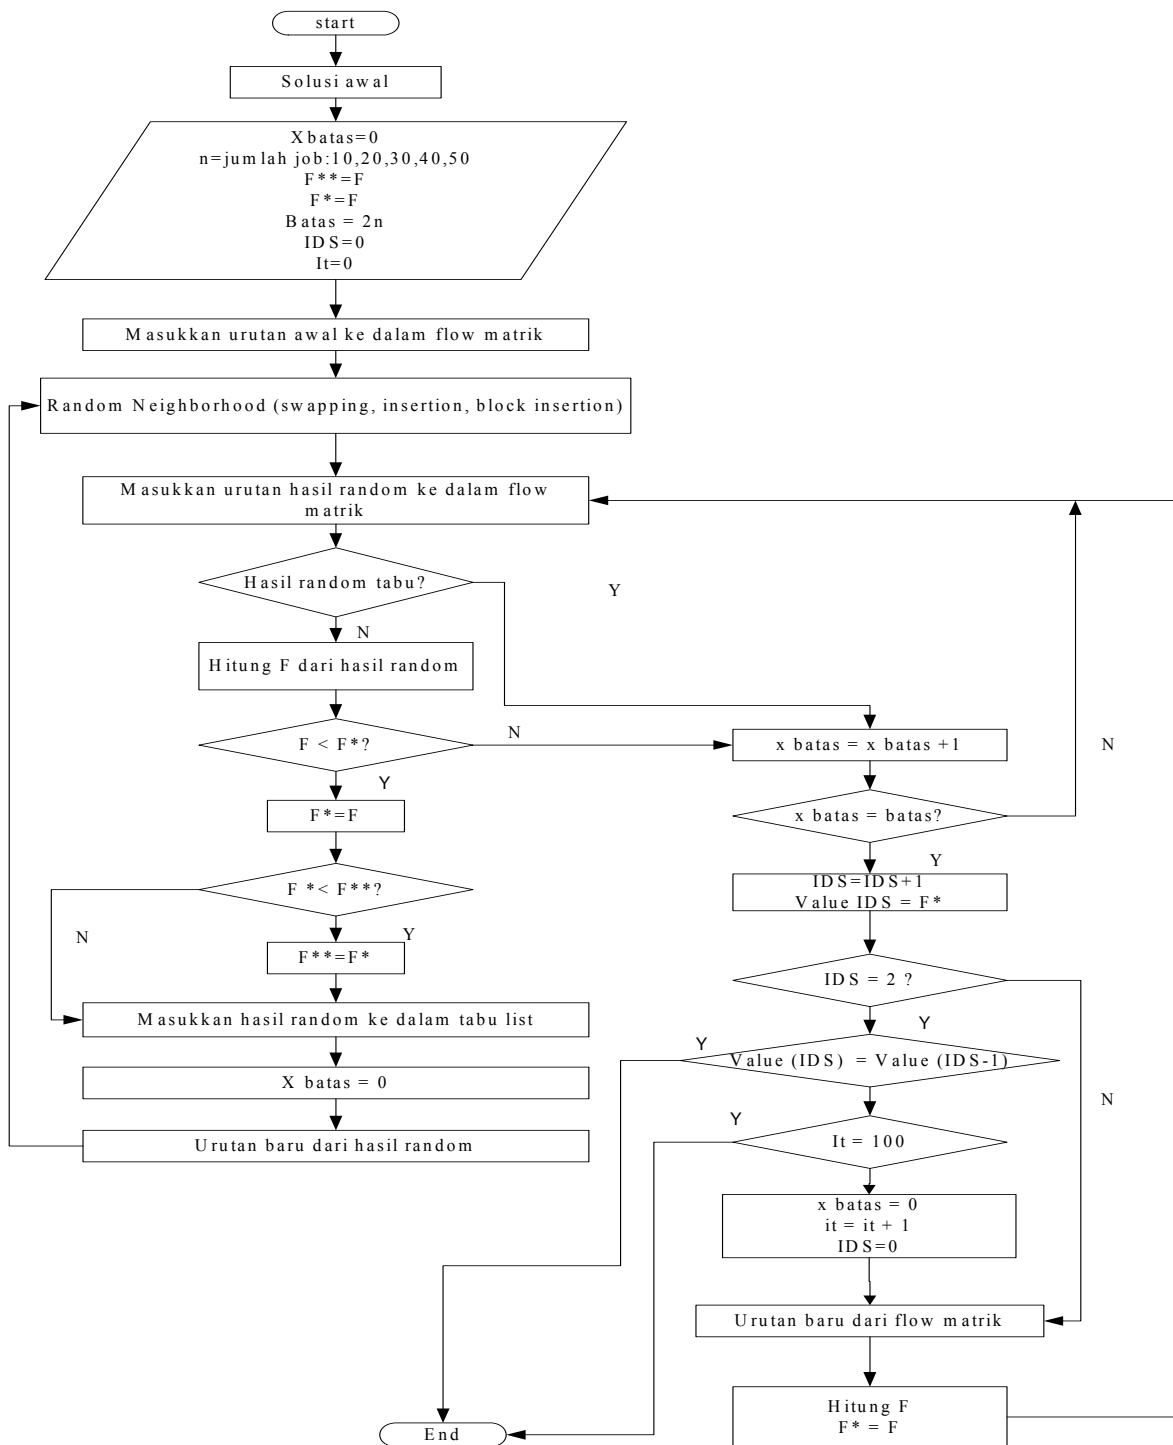 start
Solusi awal
Xbatas=0
n=jumlah job:10,20,30,40,50
F**=F
F*=F
Batas = 2n
IDS=0
It=0
Masukkan urutan awal ke dalam flow matrik
Random Neighborhood (swapping, insertion, block insertion)
Masukkan urutan hasil random ke dalam flow
matrik
Hasil random tabu?
Y
N
Hitung F dari hasil random
F < F*?
N
Y
F*=F
F *< F**?
N
Y
F**=F*
Masukkan hasil random ke dalam tabu list
X batas = 0
Urutan baru dari hasil random
x batas = x batas +1
N
x batas = batas?
Y
IDS=IDS+1
Value IDS = F*
IDS = 2 ?
Y
N
Y
Value (IDS) = Value (IDS-1)
Y
It = 100
x batas = 0
it = it + 1
IDS=0
Urutan baru dari flow matrik
Hitung F
F* = F
End